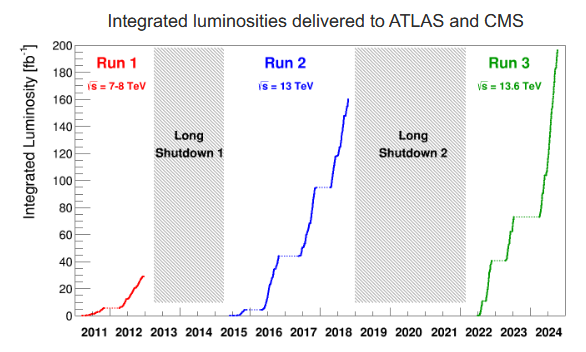 Integrated luminosities delivered to ATLAS and CMS
Integrated Luminosity [fb⁻¹]
200
180
160
140
120
100
80
60
40
20
0
Run 1
√s = 7-8 TeV
Long
Shutdown 1
Run 2
√s = 13 TeV
Long
Shutdown 2
Run 3
√s = 13.6 TeV
2011 2012 2013 2014 2015 2016 2017 2018 2019 2020 2021 2022 2023 2024